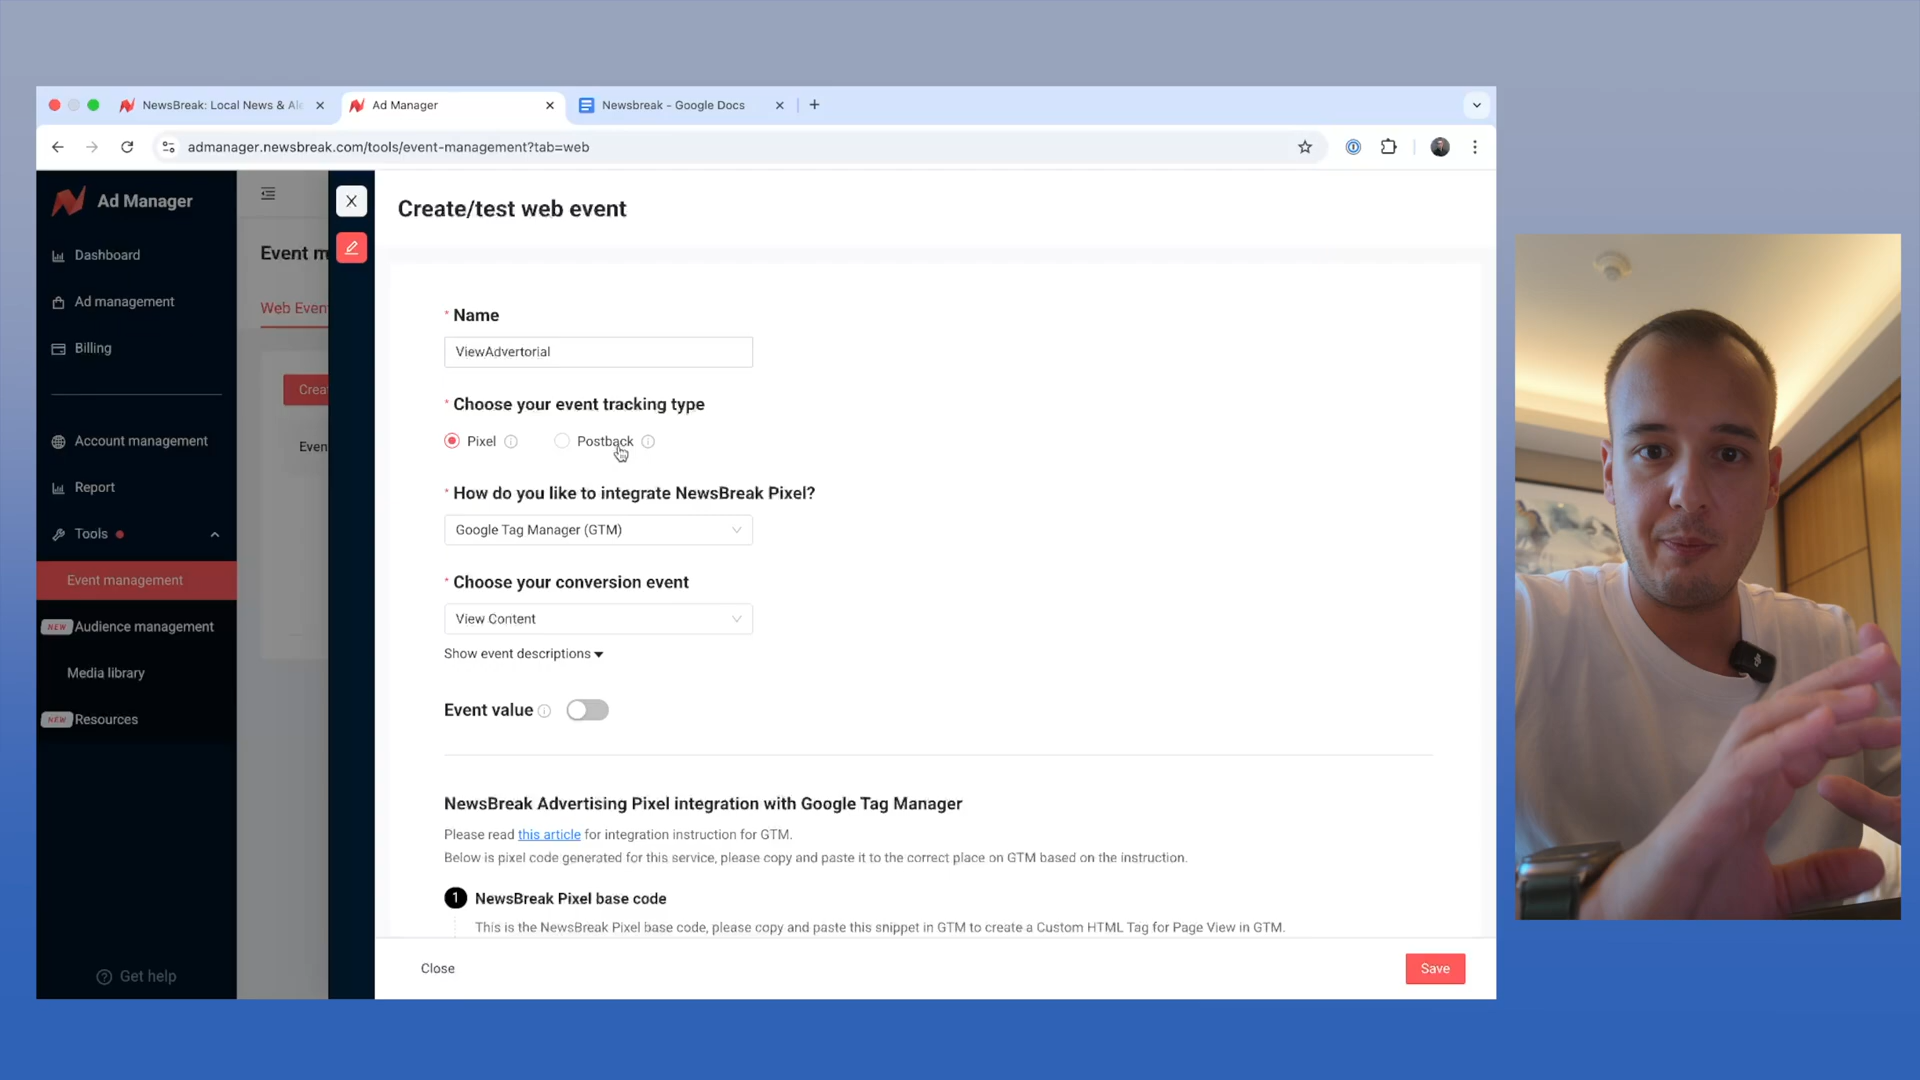 NewsBreak: Local News & Ale
Ad Manager
Newsbreak - Google Docs
admanager.newsbreak.com/tools/event-management?tab=web
Ad Manager
Dashboard
Ad management
Billing
Account management
Report
Tools
Event management
NEW Audience management
Media library
NEW Resources
Get help
Event m
Web Even
Crea
Even
Create/test web event
* Name
ViewAdvertorial
* Choose your event tracking type
Pixel
Postback
* How do you like to integrate NewsBreak Pixel?
Google Tag Manager (GTM)
* Choose your conversion event
View Content
Show event descriptions
Event value
NewsBreak Advertising Pixel integration with Google Tag Manager
Please read this article for integration instruction for GTM.
Below is pixel code generated for this service, please copy and paste it to the correct place on GTM based on the instruction.
1 NewsBreak Pixel base code
This is the NewsBreak Pixel base code, please copy and paste this snippet in GTM to create a Custom HTML Tag for Page View in GTM.
Close
Save